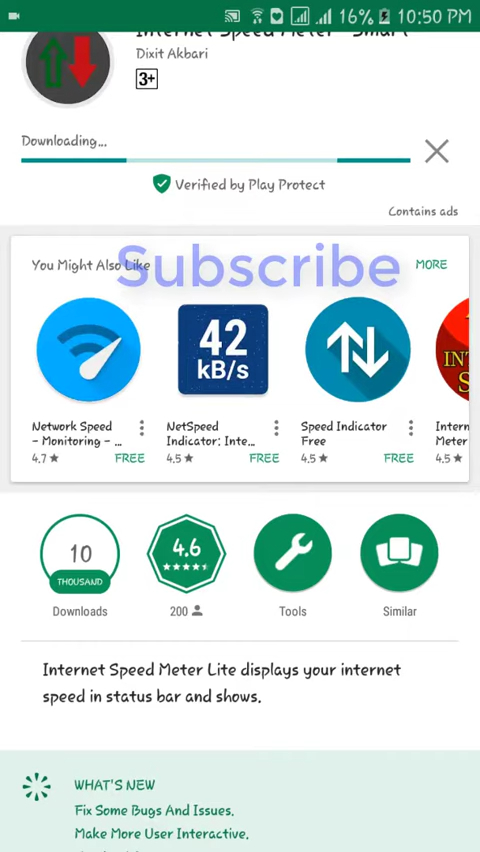 16% 10:50 PM
Internet Speed Meter - Smart
Dixit Akbari
3+
Downloading...
Verified by Play Protect
Contains ads
You Might Also Like
MORE
Subscribe
42
kB/s
Network Speed
- Monitoring - ...
4.7★
FREE
NetSpeed
Indicator: Inte...
4.5★
FREE
Speed Indicator
Free
4.5★
FREE
Intern
Meter
4.5★
10
THOUSAND
Downloads
4.6
200
Tools
Similar
Internet Speed Meter Lite displays your internet
speed in status bar and shows.
WHAT'S NEW
Fix Some Bugs And Issues.
Make More User Interactive.